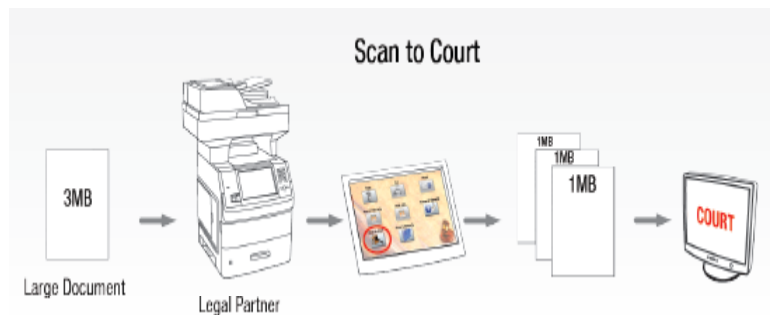 Scan to Court
3MB
1MB
1MB
1MB
COURT
Large Document
Legal Partner